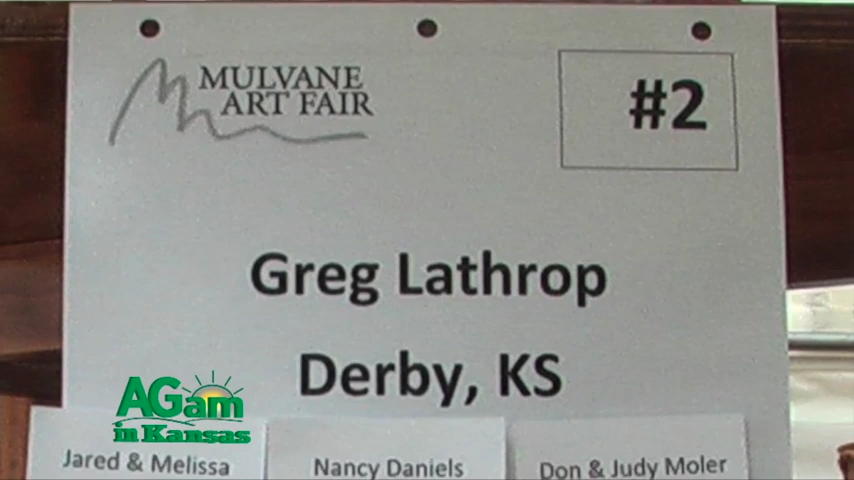 MULVANE
ART FAIR
#2
Greg Lathrop
Derby, KS
AGam
in Kansas
Jared & Melissa
Nancy Daniels
Don & Judy Moler